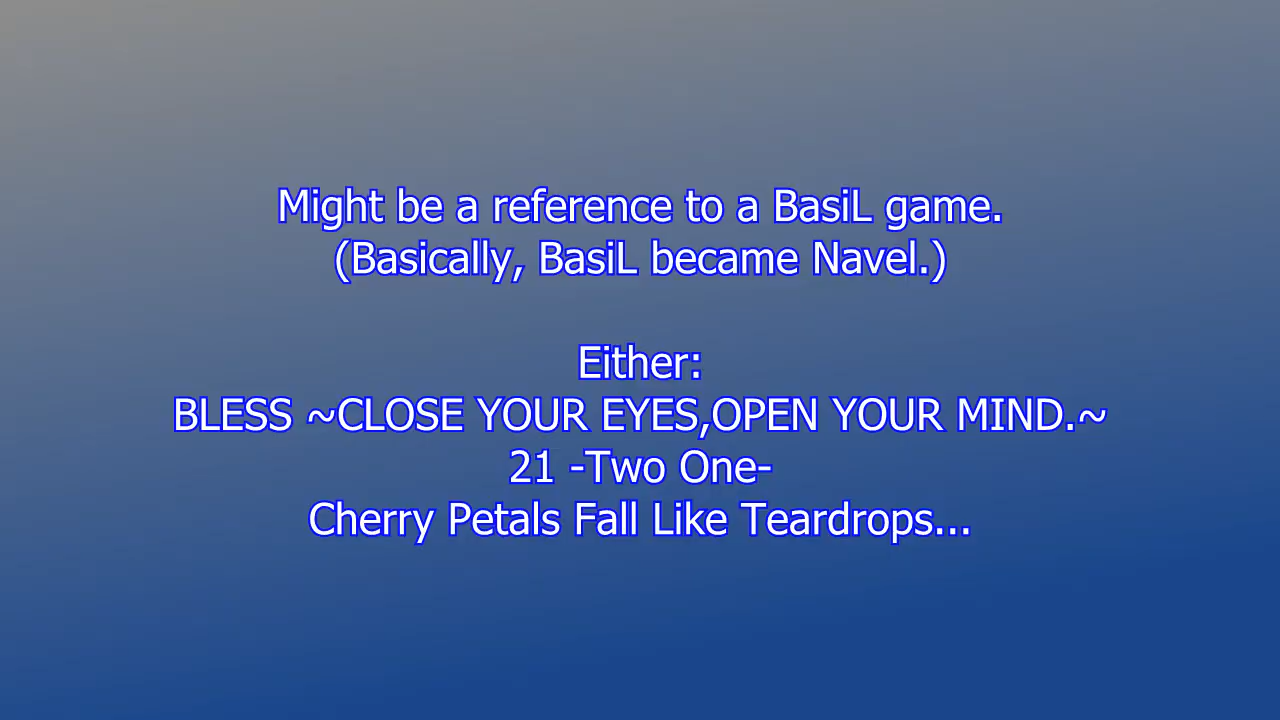 Might be a reference to a BasiL game.
(Basically, BasiL became Navel.)
Either:
BLESS ~CLOSE YOUR EYES,OPEN YOUR MIND.~
21 -Two One-
Cherry Petals Fall Like Teardrops...